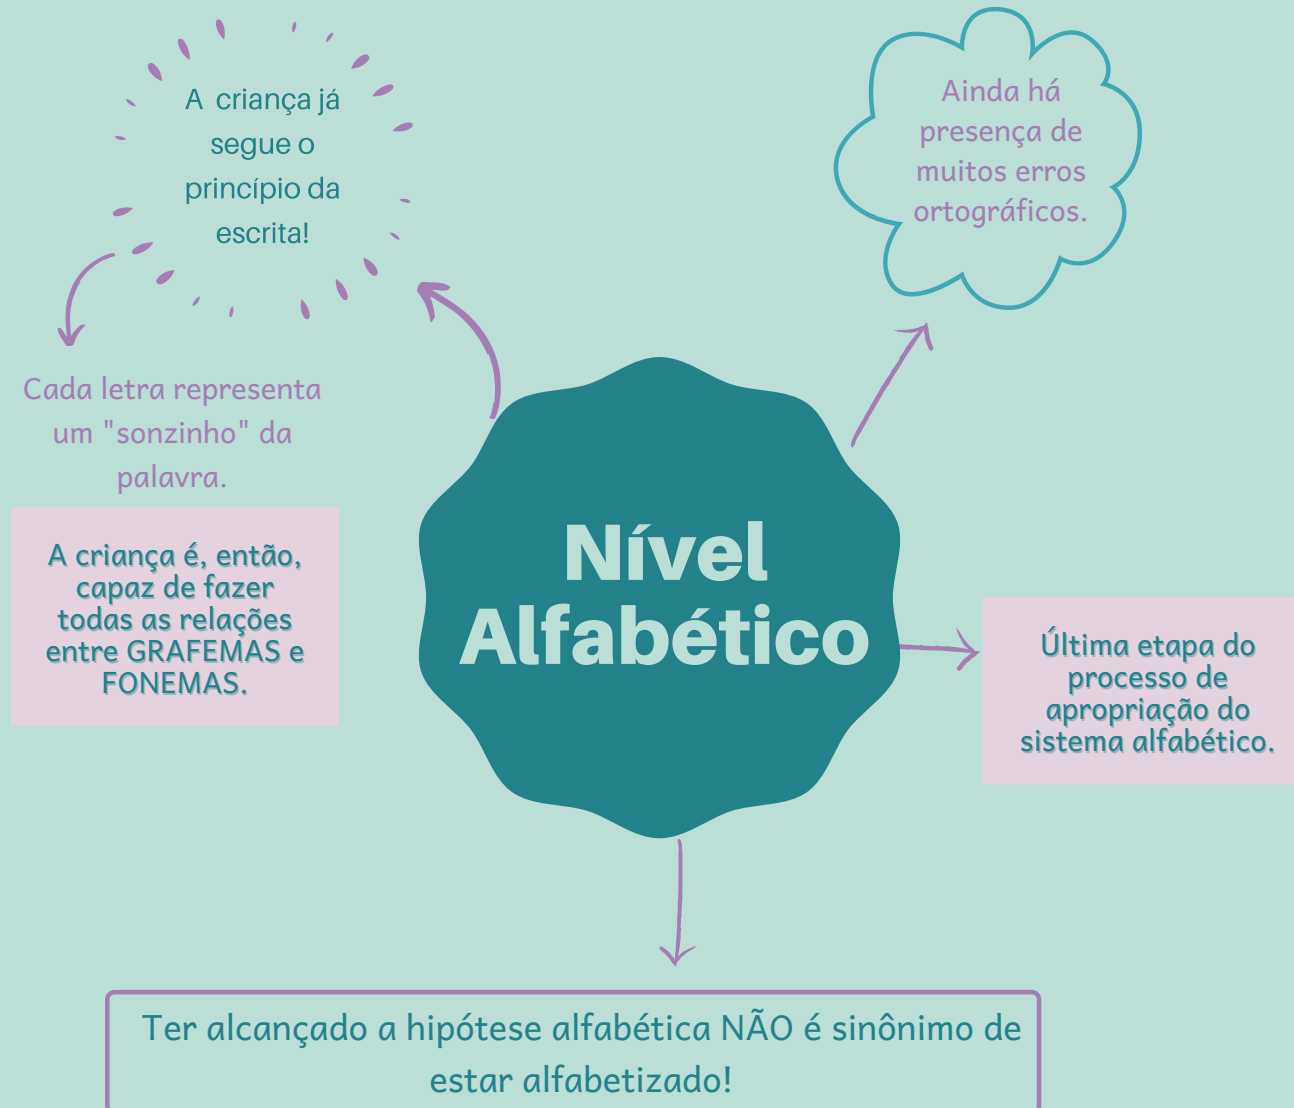 A criança já
segue o
princípio da
escrita!
Ainda há
presença de
muitos erros
ortográficos.
Cada letra representa
um "sonzinho" da
palavra.
A criança é, então,
capaz de fazer
todas as relações
entre GRAFEMAS e
FONEMAS.
Nível
Alfabético
Última etapa do
processo de
apropriação do
sistema alfabético.
Ter alcançado a hipótese alfabética NÃO é sinônimo de
estar alfabetizado!